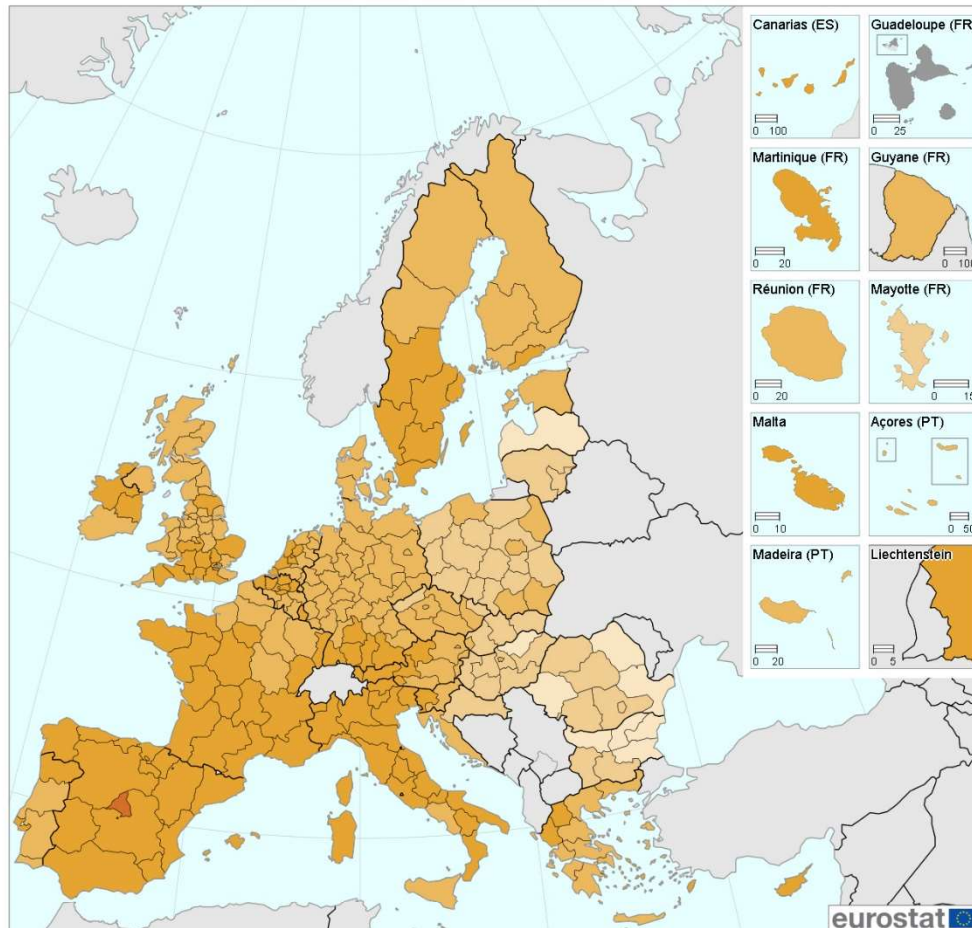 Canarias (ES)
0 100
Guadeloupe (FR
0 25
Martinique (FR)
0 20
Guyane (FR)
0 100
Réunion (FR)
0 20
Mayotte (FR)
0 15
Malta
0 10
Açores (PT)
0 50
Madeira (PT)
0 20
Liechtenstein
0 5
eurostat